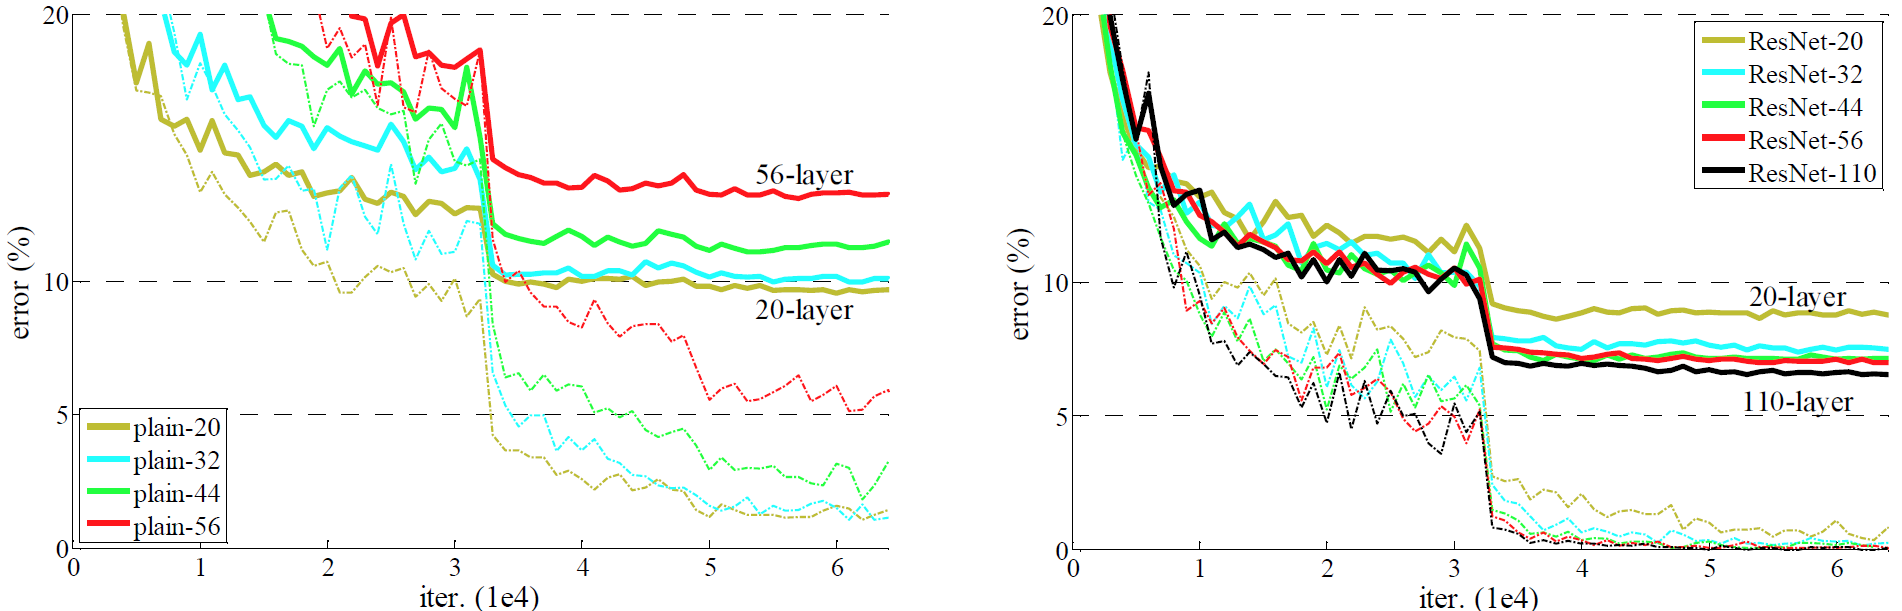 20
10
5
0
error (%)
56-layer
20-layer
plain-20
plain-32
plain-44
plain-56
0 1 2 3 4 5 6
iter. (1e4)
20
10
5
0
error (%)
ResNet-20
ResNet-32
ResNet-44
ResNet-56
ResNet-110
20-layer
110-layer
0 1 2 3 4 5 6
iter. (1e4)